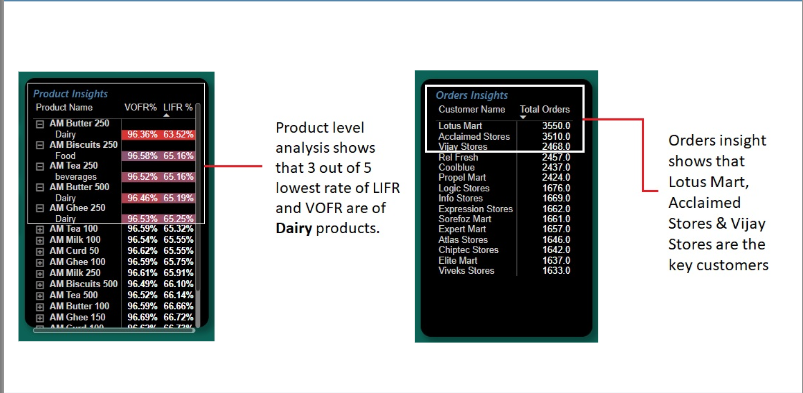 Product Insights
Product Name VOFR% LIFR %
AM Butter 250
Dairy 96.36% 63.52%
AM Biscuits 250
Food 96.58% 65.16%
AM Tea 250
beverages 96.52% 65.16%
AM Butter 500
Dairy 96.46% 65.19%
AM Ghee 250
Dairy 96.53% 65.25%
AM Tea 100 96.59% 65.32%
AM Milk 100 96.54% 65.55%
AM Curd 50 96.62% 65.55%
AM Ghee 100 96.59% 65.75%
AM Milk 250 96.61% 65.91%
AM Biscuits 500 96.49% 66.10%
AM Tea 500 96.52% 66.14%
AM Butter 100 96.59% 66.66%
AM Ghee 150 96.69% 66.72%
AM Curd 100
Product level
analysis shows
that 3 out of 5
lowest rate of LIFR
and VOFR are of
Dairy products.
Orders Insights
Customer Name Total Orders
Lotus Mart 3550.0
Acclaimed Stores 3510.0
Vijay Stores 2468.0
Rel Fresh 2457.0
Coolblue 2437.0
Propel Mart 2424.0
Logic Stores 1676.0
Info Stores 1669.0
Expression Stores 1662.0
Sorefoz Mart 1661.0
Expert Mart 1657.0
Atlas Stores 1646.0
Chiptec Stores 1642.0
Elite Mart 1637.0
Viveks Stores 1633.0
Orders insight
shows that
Lotus Mart,
Acclaimed
Stores & Vijay
Stores are the
key customers